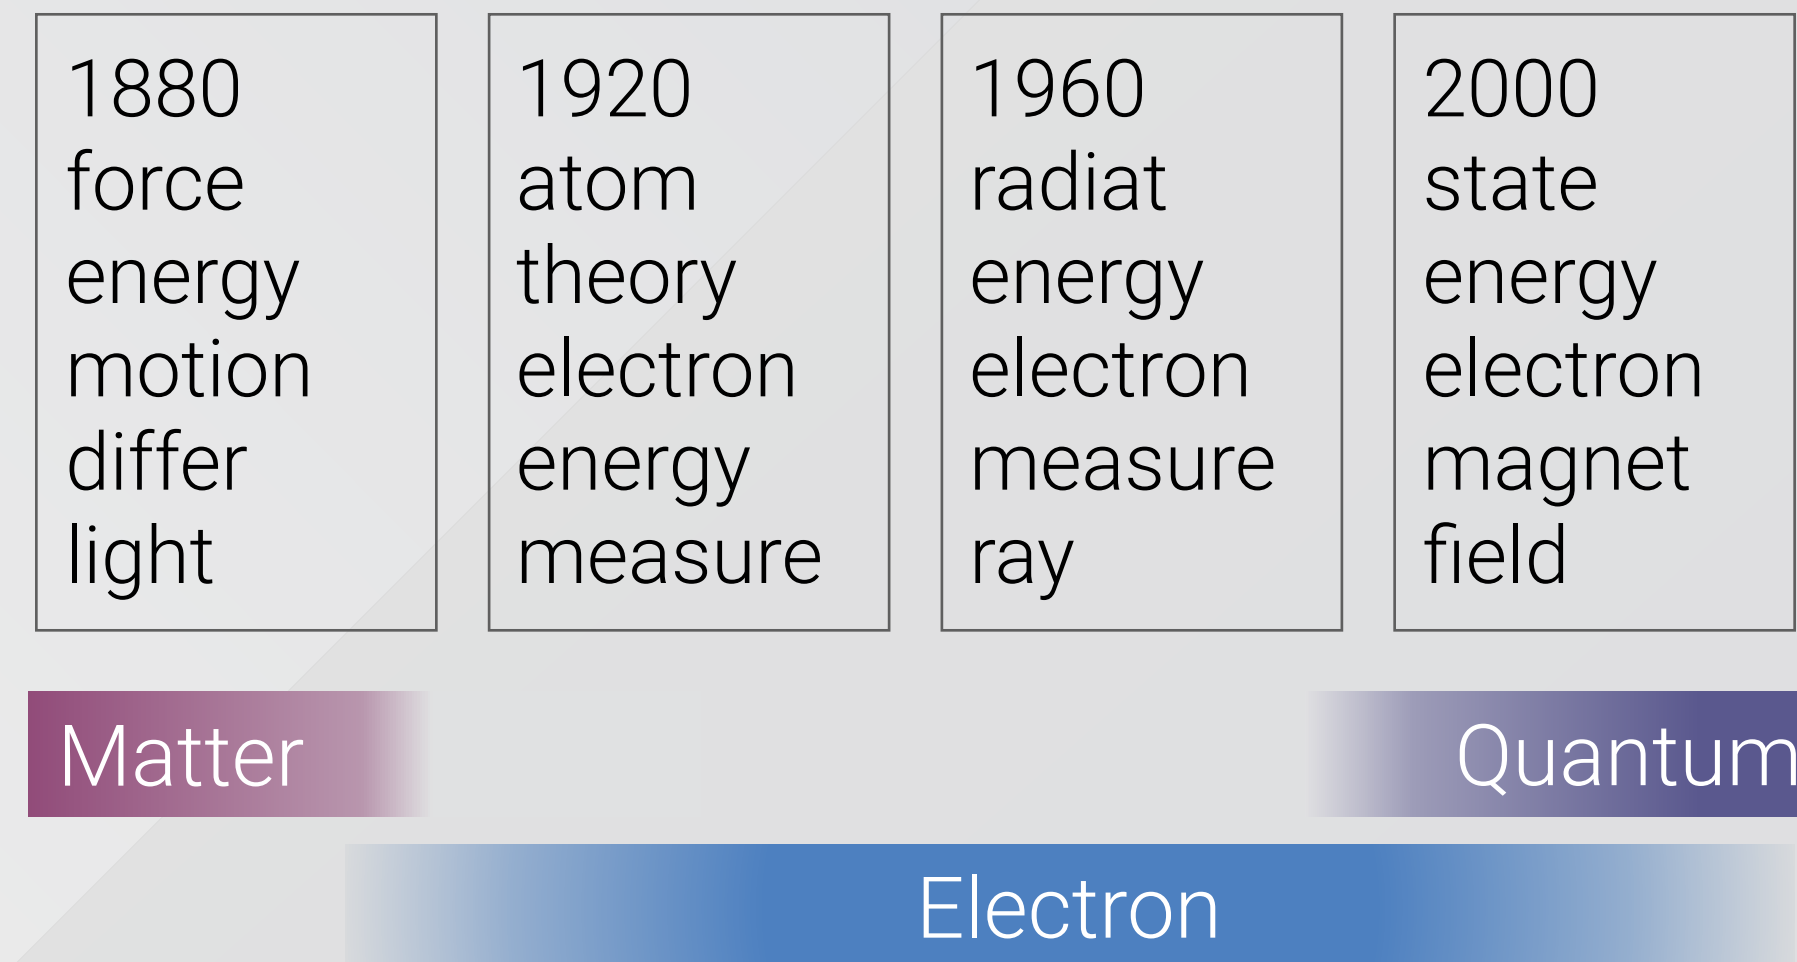 1880
force
energy
motion
differ
light
1920
atom
theory
electron
energy
measure
1960
radiat
energy
electron
measure
ray
2000
state
energy
electron
magnet
field
Matter
Quantum
Electron